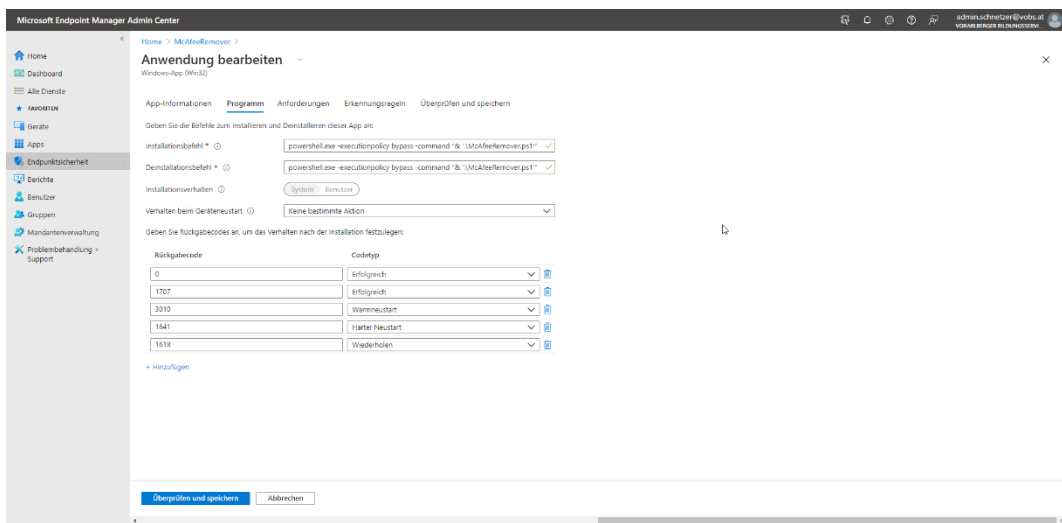 Microsoft Endpoint Manager Admin Center
admin.schnetzer@vobs.at
VORARLBERGER BILDUNGSSERVI...
Home
Dashboard
Alle Dienste
FAVORITEN
Geräte
Apps
Endpunktsicherheit
Berichte
Benutzer
Gruppen
Mandantenverwaltung
Problembehandlung +
Support
Home > McAfeeRemover >
Anwendung bearbeiten ...
Windows-App (Win32)
App-Informationen Programm Anforderungen Erkennungsregeln Überprüfen und speichern
Geben Sie die Befehle zum Installieren und Deinstallieren dieser App an:
Installationsbefehl * powershell.exe -executionpolicy bypass -command "& '.\McAfeeRemover.ps1'"
Deinstallationsbefehl * powershell.exe -executionpolicy bypass -command "& '.\McAfeeRemover.ps1'"
Installationsverhalten System Benutzer
Verhalten beim Geräteneustart Keine bestimmte Aktion
Geben Sie Rückgabecodes an, um das Verhalten nach der Installation festzulegen:
Rückgabecode Codetyp
0 Erfolgreich
1707 Erfolgreich
3010 Warmneustart
1641 Harter Neustart
1618 Wiederholen
+ Hinzufügen
Überprüfen und speichern Abbrechen